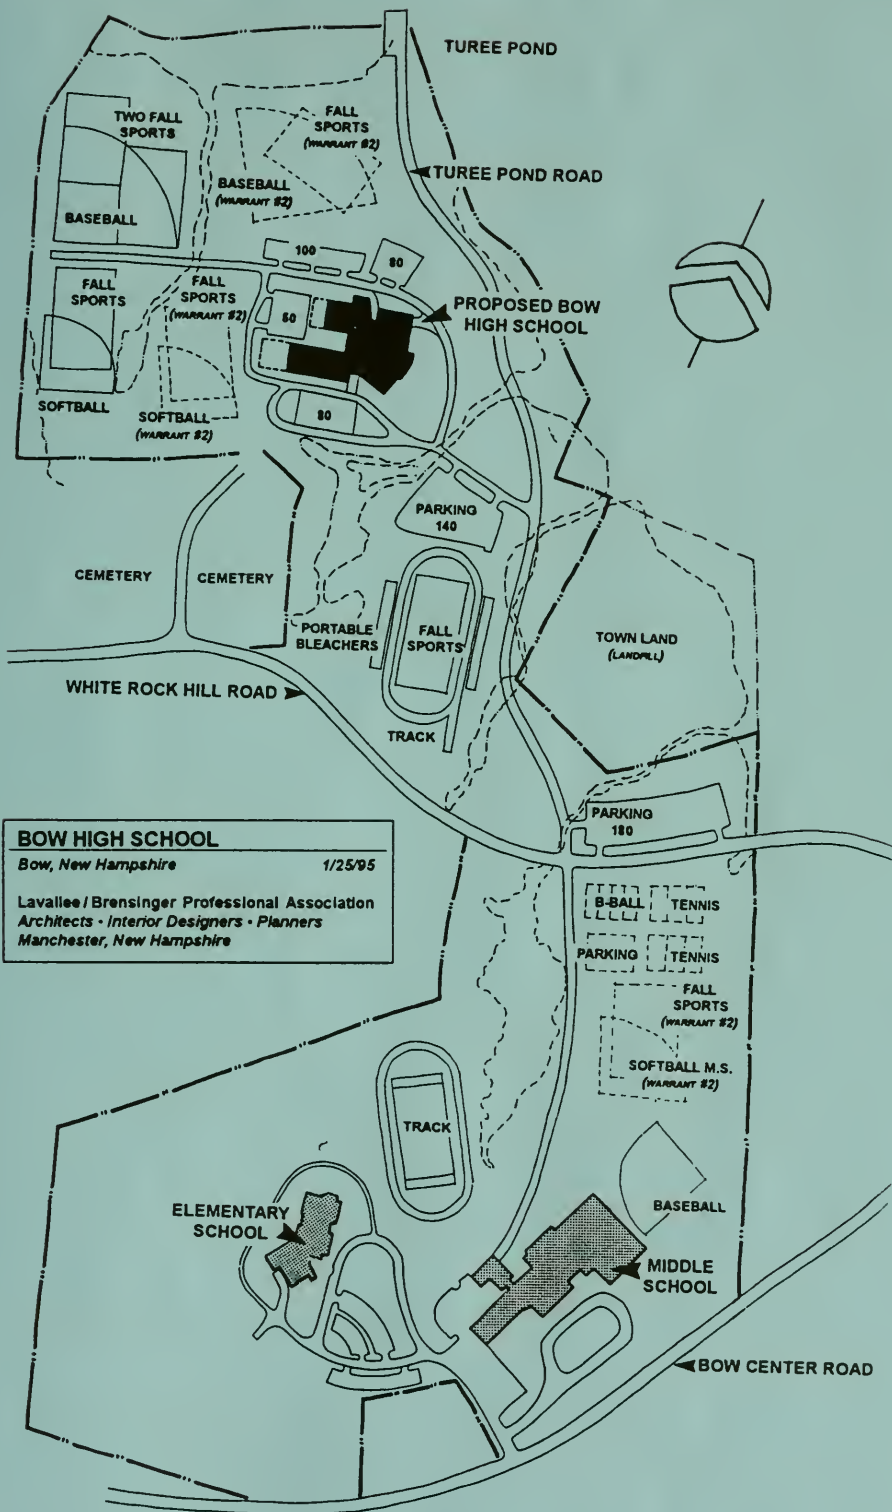 TUREE POND
TWO FALL
SPORTS
FALL
SPORTS
(WARRANT #2)
TUREE POND ROAD
BASEBALL
(WARRANT #2)
BASEBALL
100
80
FALL
SPORTS
FALL
SPORTS
(WARRANT #2)
PROPOSED BOW
HIGH SCHOOL
60
SOFTBALL
SOFTBALL
(WARRANT #2)
80
PARKING
140
CEMETERY
CEMETERY
PORTABLE
BLEACHERS
FALL
SPORTS
TOWN LAND
(LANDFILL)
WHITE ROCK HILL ROAD
TRACK
PARKING
180
BOW HIGH SCHOOL
Bow, New Hampshire 1/25/95
Lavallee / Brensinger Professional Association
Architects • Interior Designers • Planners
Manchester, New Hampshire
B-BALL
TENNIS
PARKING
TENNIS
FALL
SPORTS
(WARRANT #2)
SOFTBALL M.S.
(WARRANT #2)
TRACK
BASEBALL
ELEMENTARY
SCHOOL
MIDDLE
SCHOOL
BOW CENTER ROAD